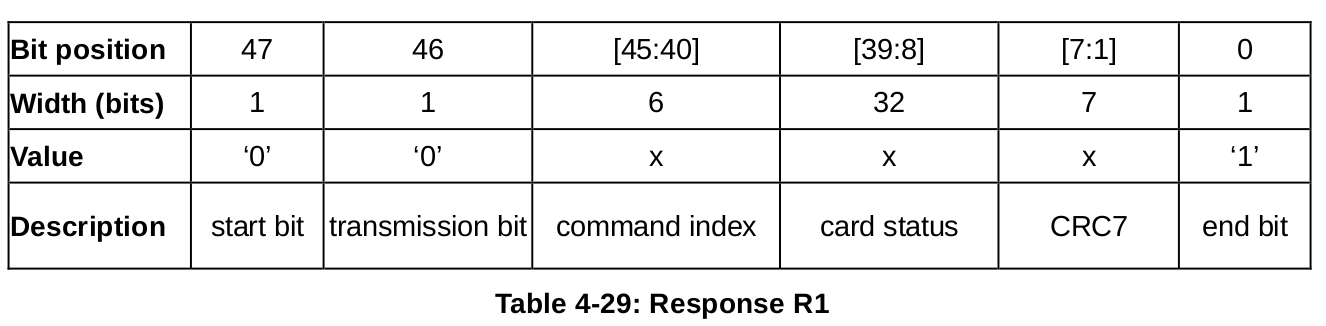 Bit position 47 46 [45:40] [39:8] [7:1] 0
Width (bits) 1 1 6 32 7 1
Value ‘0’ ‘0’ x x x ‘1’
Description start bit transmission bit command index card status CRC7 end bit
Table 4-29: Response R1